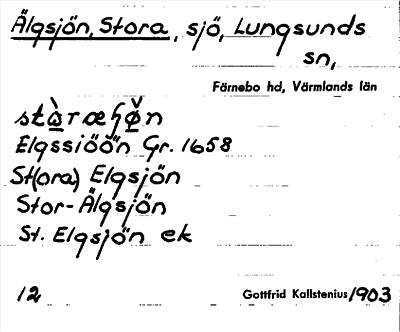 Älgsjön, Stora, sjö, Lungsunds
sn,
Färnebo hd, Värmlands län
Elgssiöön Gr. 1658
St(ora) Elgsjön
Stor-Älgsjön
St. Elgsjön ek
12
Gottfrid Kallstenius 1903